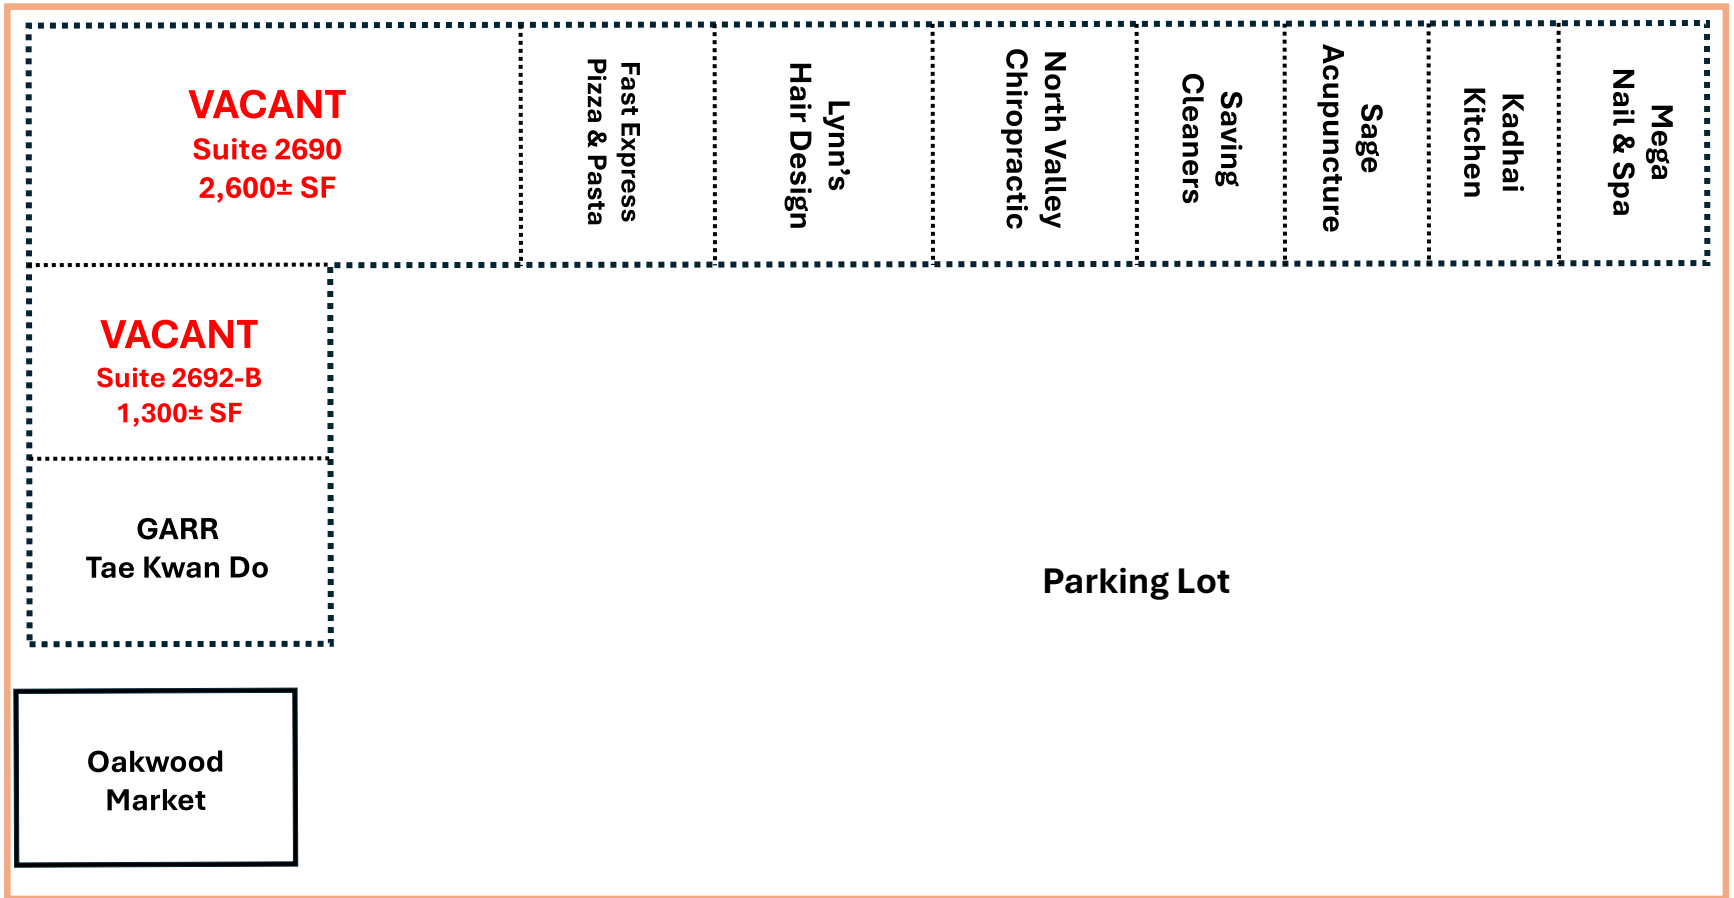 VACANT
Suite 2690
2,600± SF
Fast Express
Pizza & Pasta
Lynn's
Hair Design
North Valley
Chiropractic
Saving
Cleaners
Sage
Acupuncture
Kadhai
Kitchen
Mega
Nail & Spa
VACANT
Suite 2692-B
1,300± SF
GARR
Tae Kwan Do
Parking Lot
Oakwood
Market